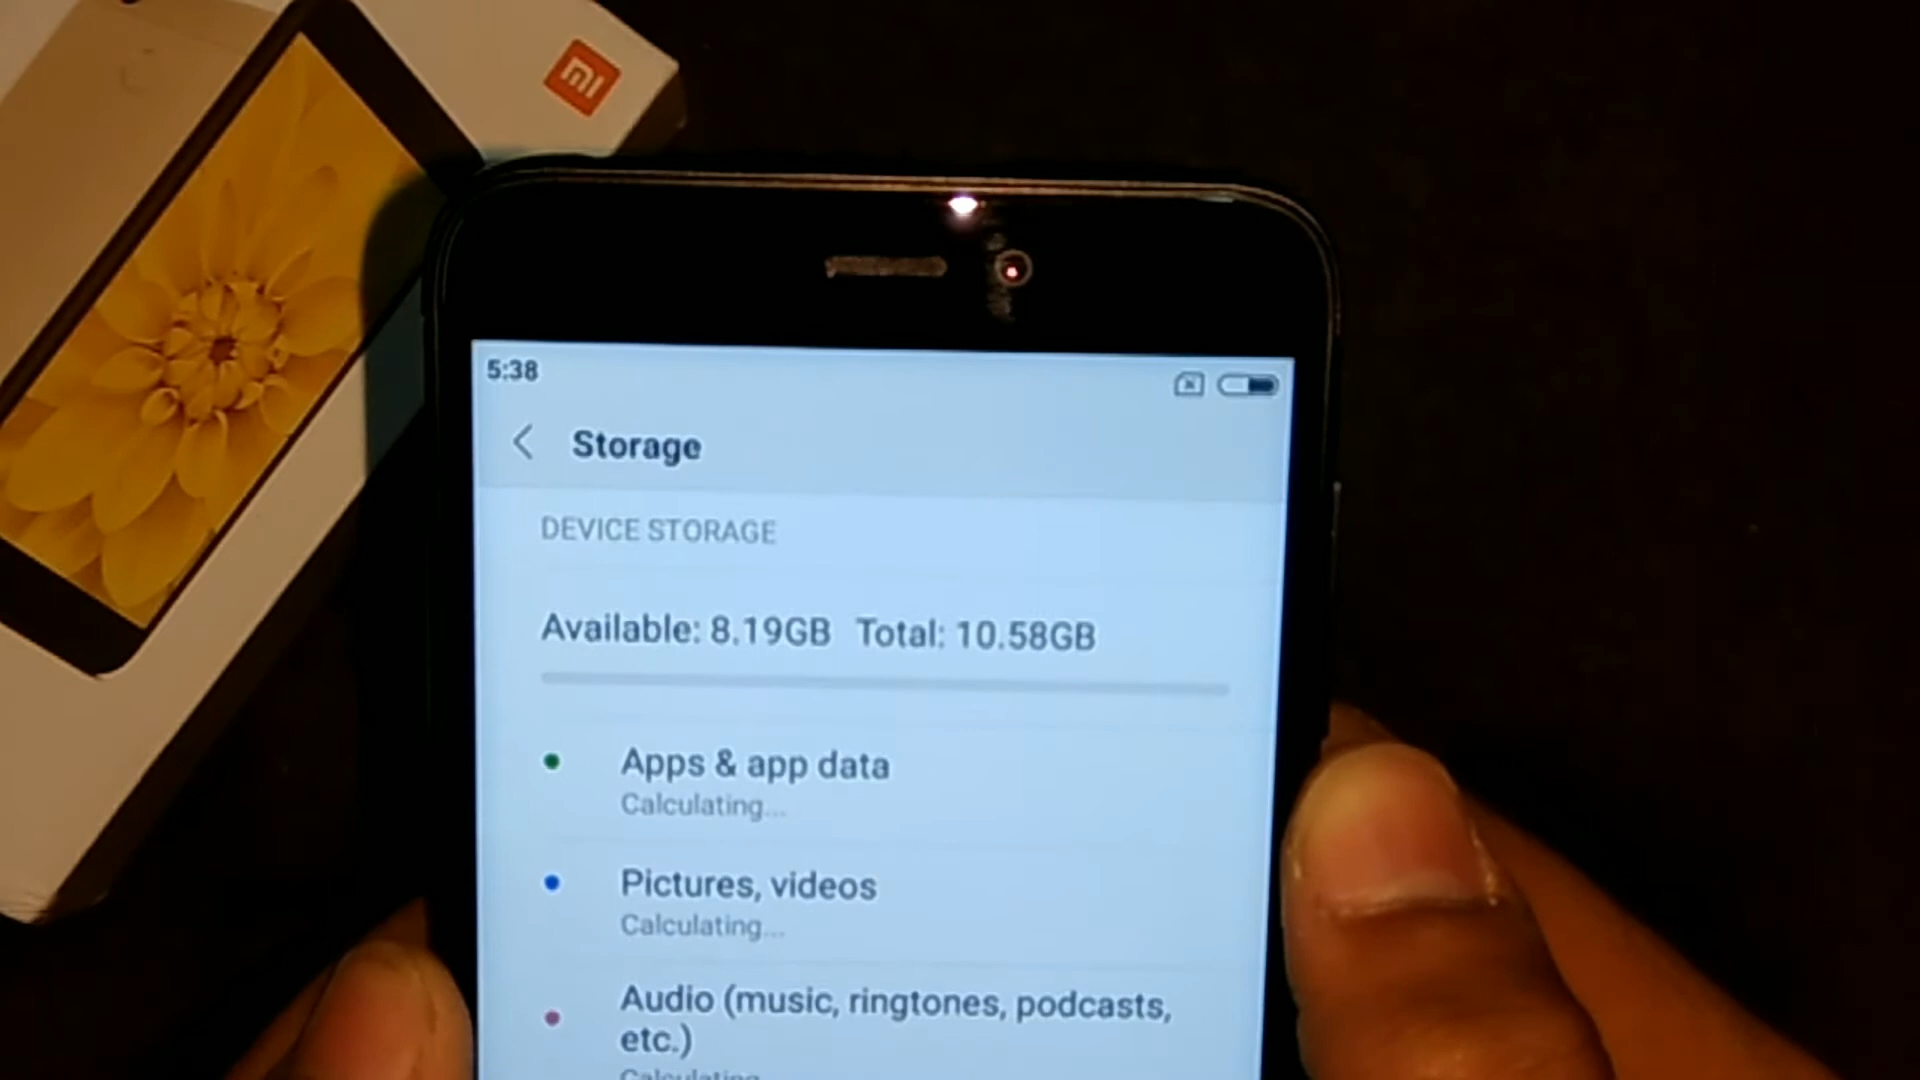 mi
5:38
Storage
DEVICE STORAGE
Available: 8.19GB Total: 10.58GB
Apps & app data
Calculating...
Pictures, videos
Calculating...
Audio (music, ringtones, podcasts,
etc.)
Calculating